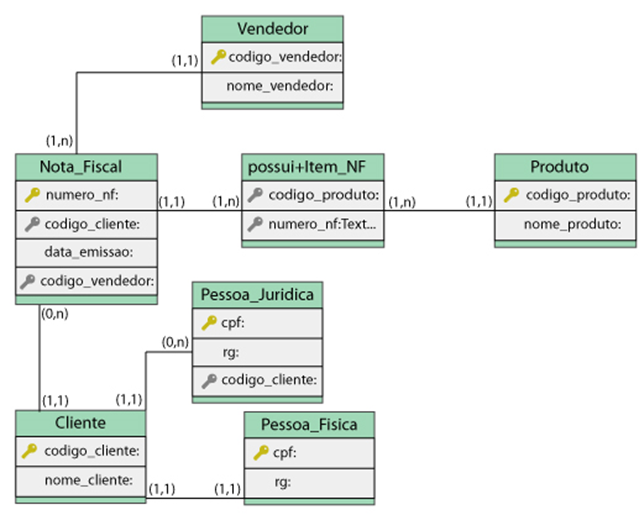 Vendedor
codigo_vendedor:
nome_vendedor:
(1,1)
(1,n)
Nota_Fiscal
numero_nf:
codigo_cliente:
data_emissao:
codigo_vendedor:
(1,1)
(1,n)
possui+Item_NF
codigo_produto:
numero_nf:Text...
(1,n)
(1,1)
Produto
codigo_produto:
nome_produto:
(0,n)
(1,1)
Pessoa_Juridica
cpf:
rg:
codigo_cliente:
(0,n)
(1,1)
Cliente
codigo_cliente:
nome_cliente:
(1,1)
(1,1)
Pessoa_Fisica
cpf:
rg: